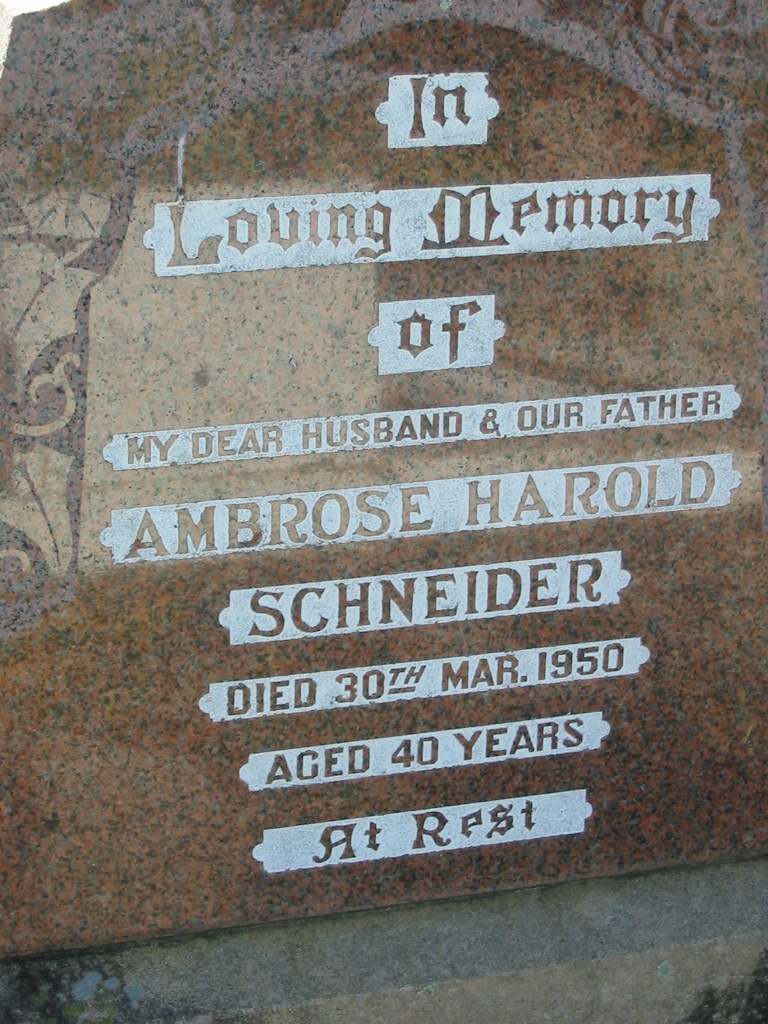 In
Loving Memory
of
MY DEAR HUSBAND & OUR FATHER
AMBROSE HAROLD
SCHNEIDER
DIED 30TH MAR. 1950
AGED 40 YEARS
At Rest